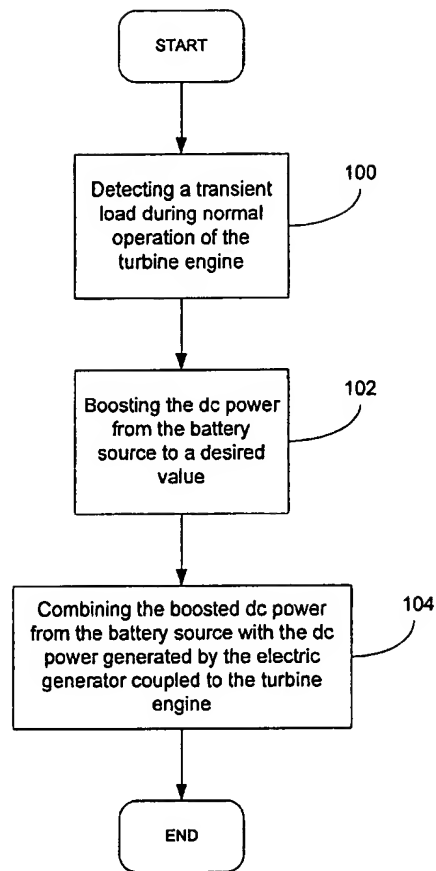 START
100
Detecting a transient
load during normal
operation of the
turbine engine
102
Boosting the dc power
from the battery
source to a desired
value
104
Combining the boosted dc power
from the battery source with the dc
power generated by the electric
generator coupled to the turbine
engine
END